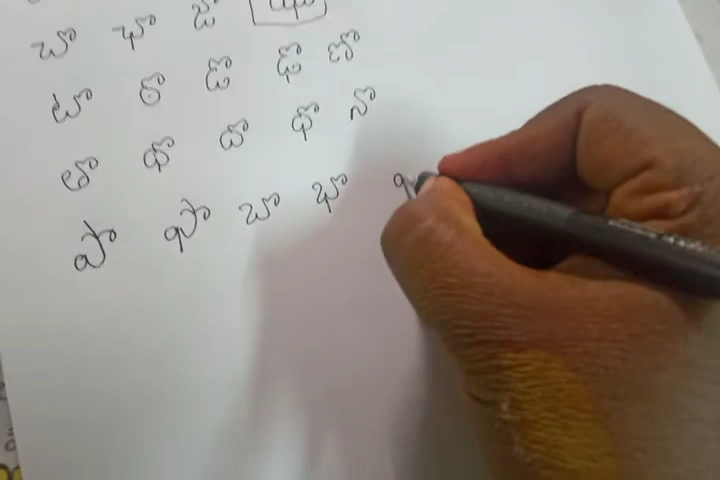 చో ఛో జో
టో ఠో డో ఢో ణో
తో థో దో ధో నో
పో ఫో బో భో